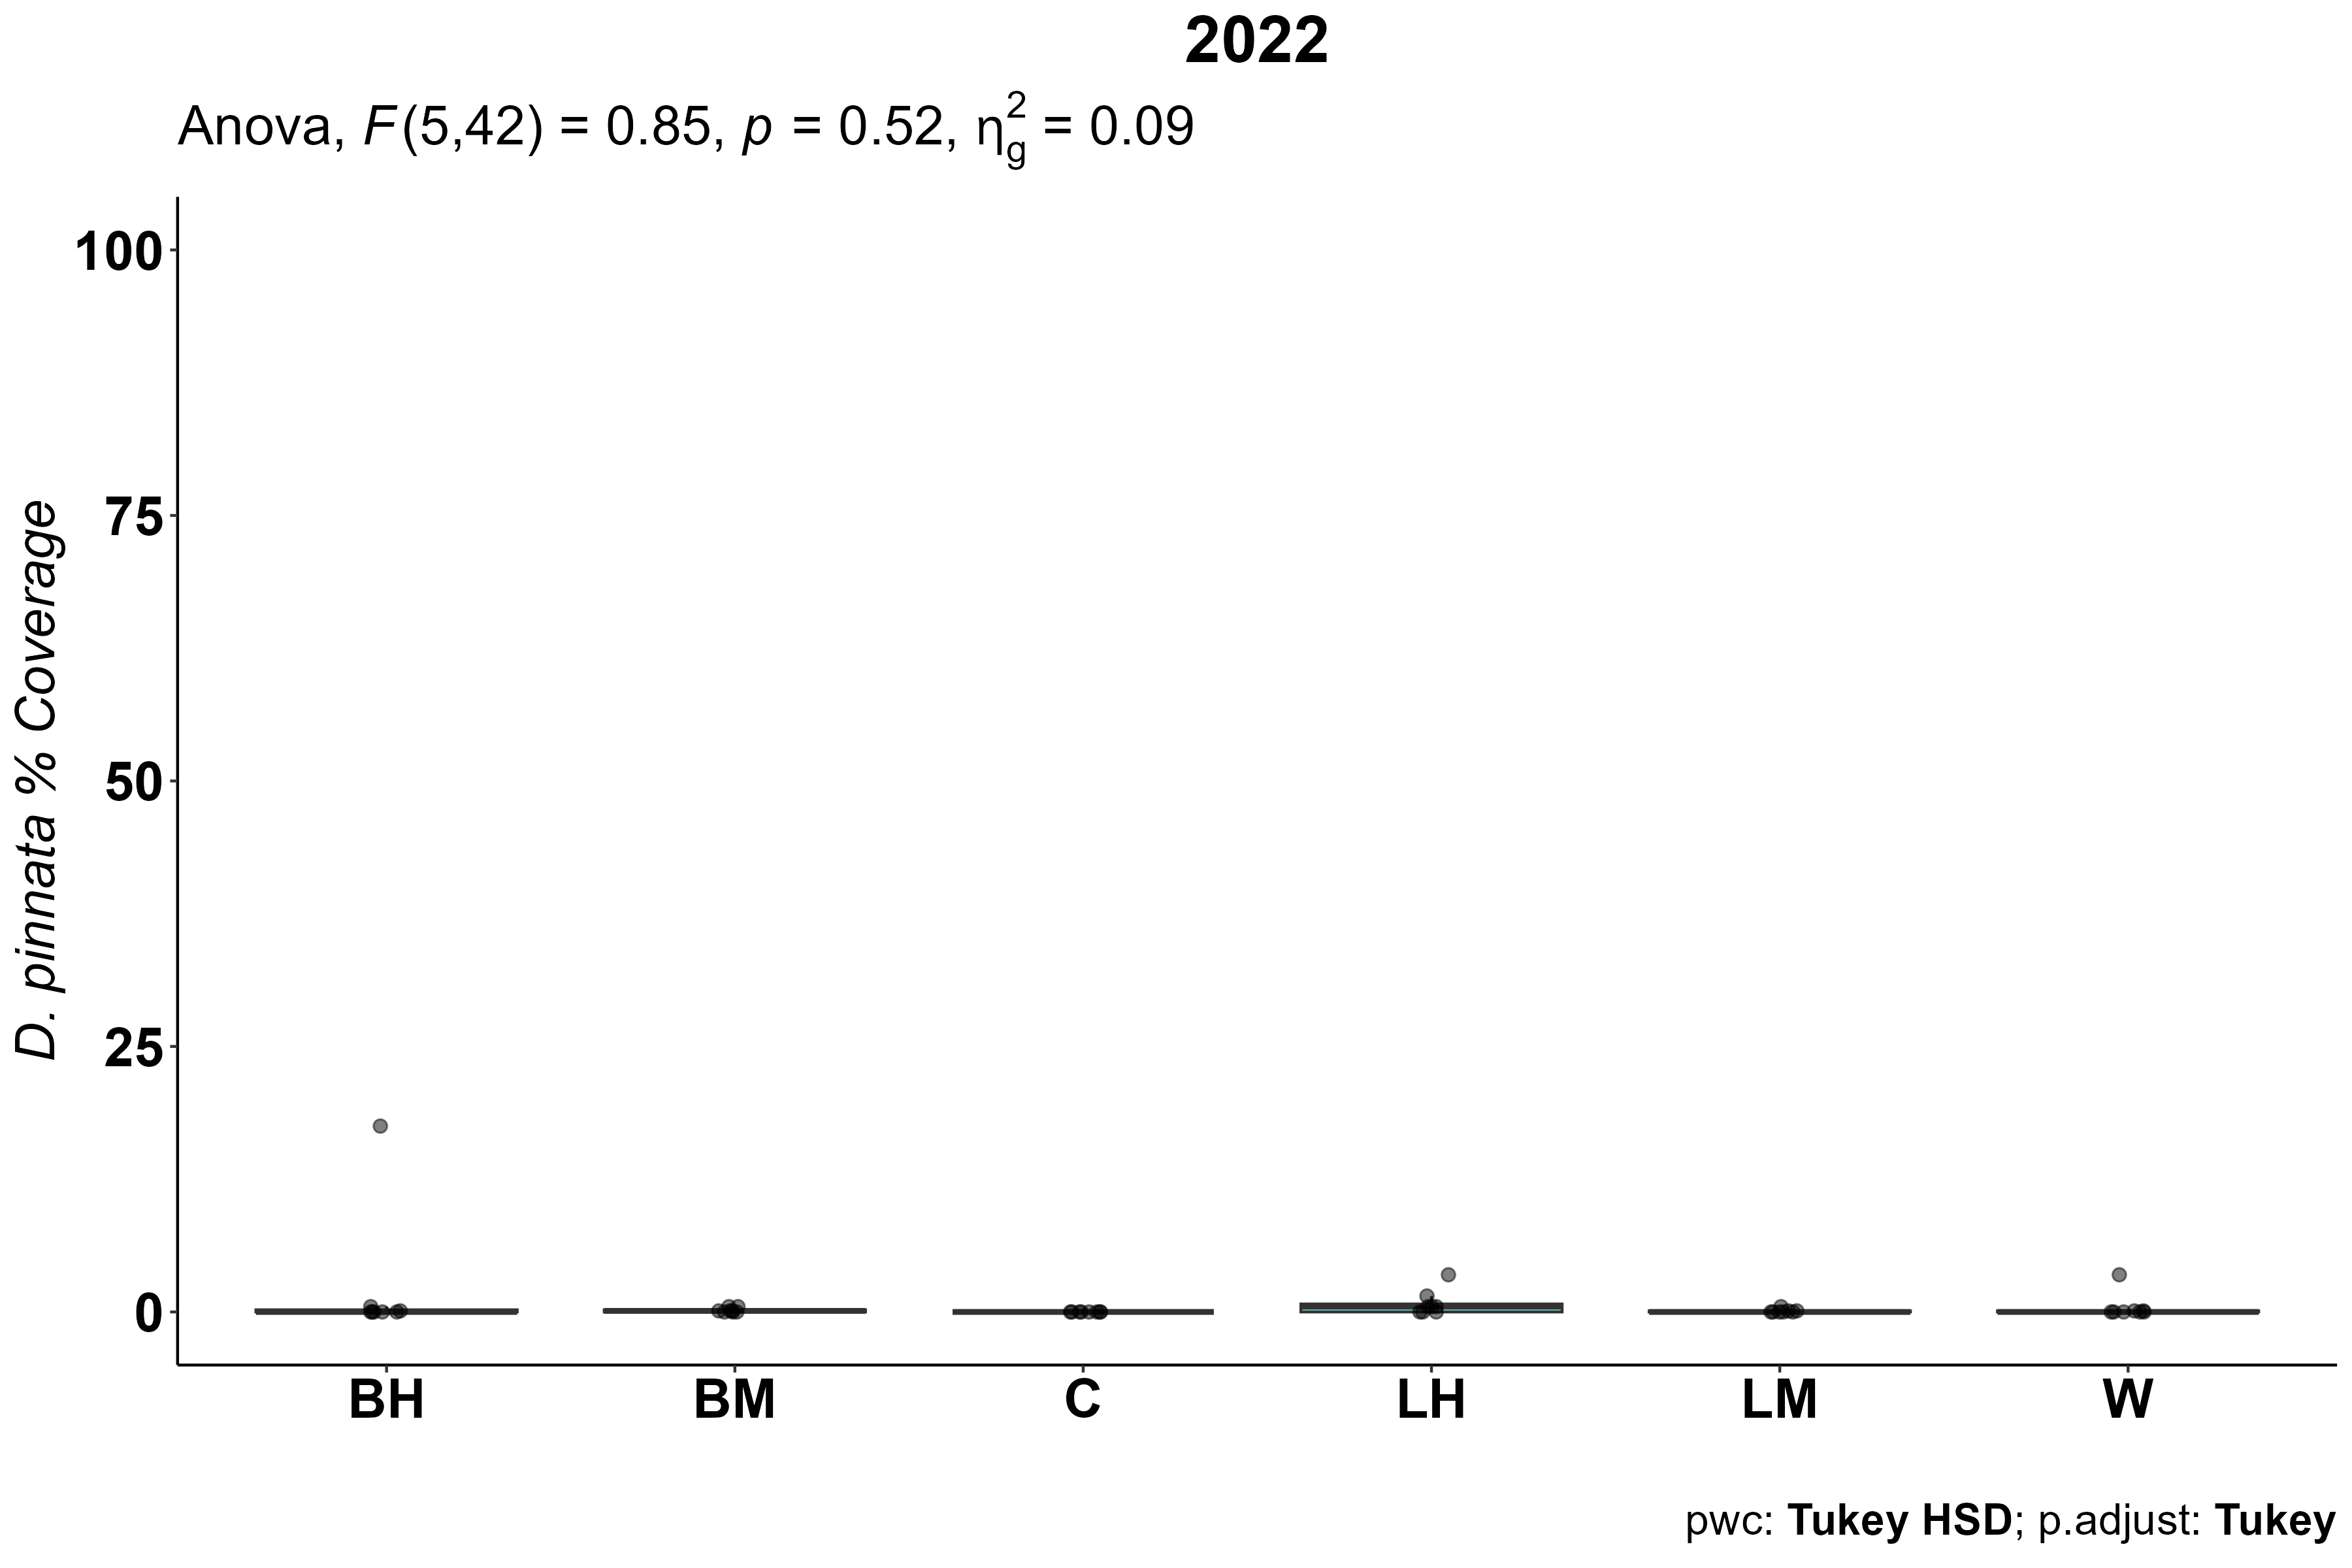 2022
Anova, F(5,42) = 0.85, p = 0.52, η²g = 0.09
D. pinnata % Coverage
100
75
50
25
0
BH BM C LH LM W
pwc: Tukey HSD; p.adjust: Tukey